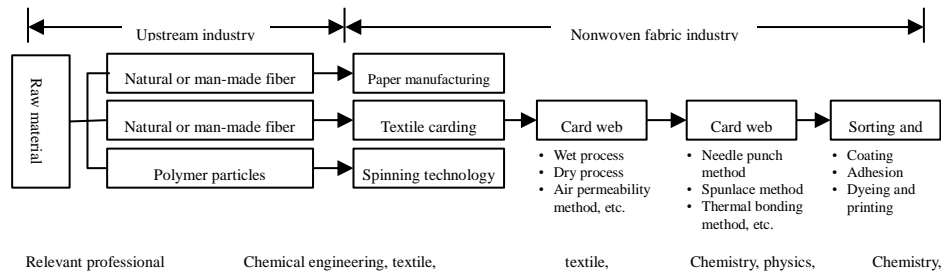 Upstream industry
Nonwoven fabric industry
Raw material
Natural or man-made fiber
Paper manufacturing
Natural or man-made fiber
Textile carding
Card web
Card web
Sorting and
Polymer particles
Spinning technology
• Wet process
• Dry process
• Air permeability
method, etc.
• Needle punch
method
• Spunlace method
• Thermal bonding
method, etc.
• Coating
• Adhesion
• Dyeing and
printing
Relevant professional
Chemical engineering, textile,
textile,
Chemistry, physics,
Chemistry,